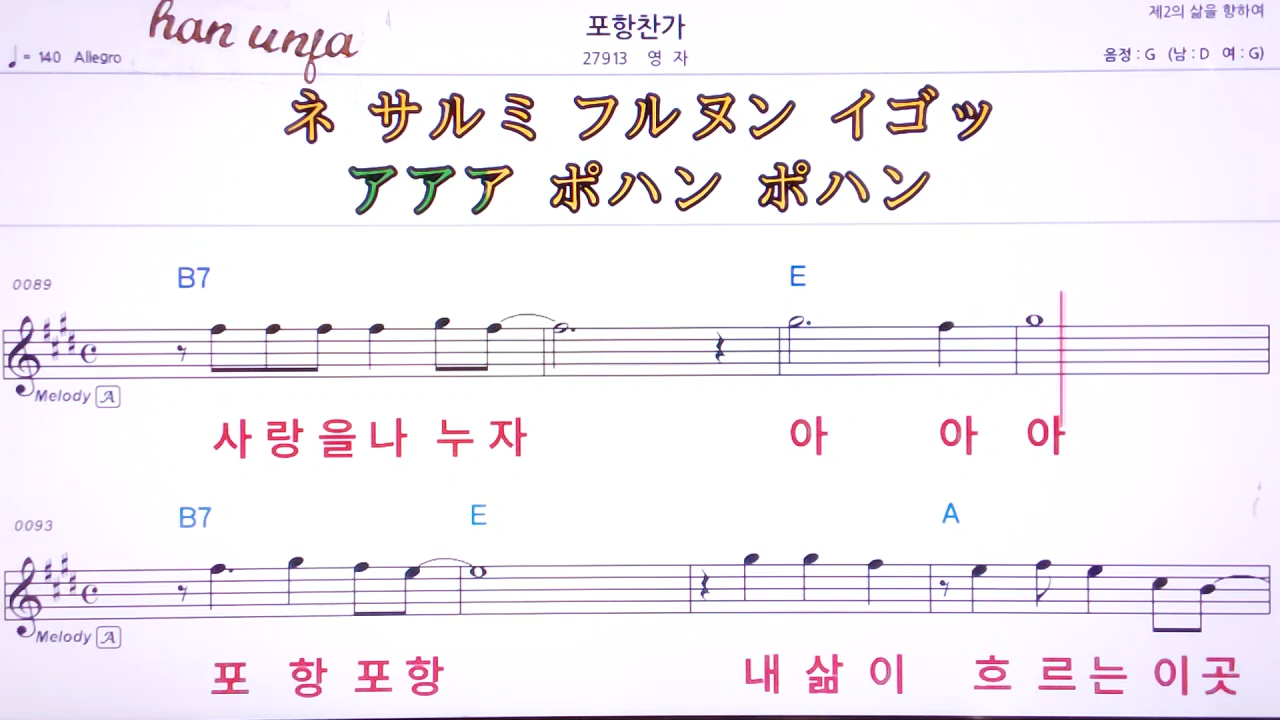 han unja
포항찬가
제2의 삶을 향하여
♩= 140 Allegro
27913 영 자
음정 : G (남 : D 여 : G)
ネ サルミ フルヌン イゴッ
アアア ポハン ポハン
0089
B7 E
Melody A
사 랑 을 나 누 자 아 아 아
0093
B7 E A
Melody A
포 항 포 항 내 삶 이 흐 르 는 이 곳